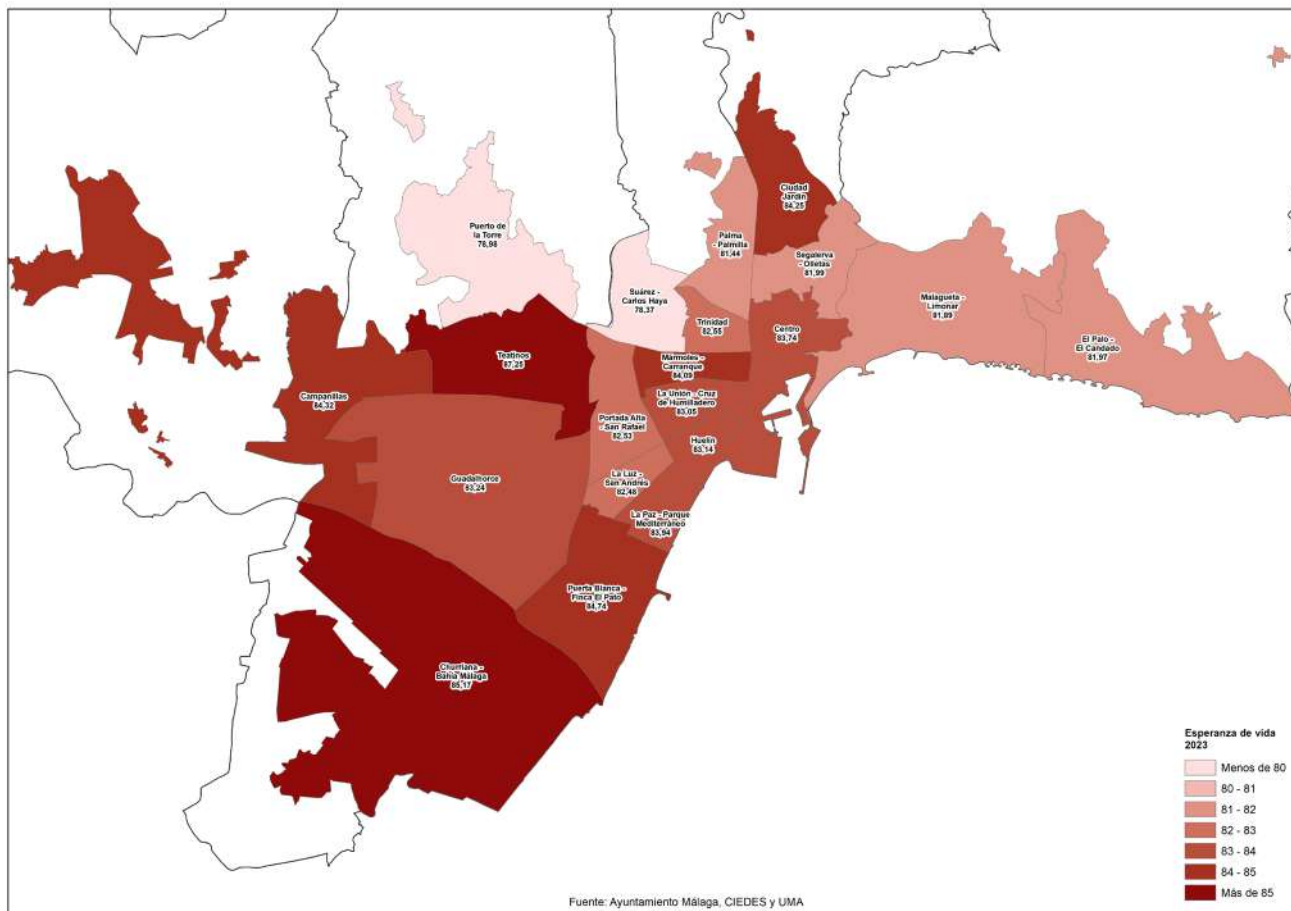 Ciudad
Jardín
84,25
Puerto de
la Torre
78,98
Palma
- Palmilla
81,44
Segalerva -
Olletas
81,99
Suárez -
Carlos Haya
78,37
Malagueta -
Limonar
81,89
Trinidad
82,55
Centro
83,74
El Palo -
El Candado
81,97
Teatinos
87,25
Mármoles -
Carranque
84,09
Campanillas
84,32
La Unión - Cruz
de Humilladero
83,05
Portada Alta
- San Rafael
82,53
Huelin
83,14
Guadalhorce
83,24
La Luz -
San Andrés
82,48
La Paz - Parque
Mediterráneo
83,94
Puerta Blanca -
Finca El Pato
84,74
Churriana -
Bahía Málaga
85,17
Esperanza de vida
2023
Menos de 80
80 - 81
81 - 82
82 - 83
83 - 84
84 - 85
Más de 85
Fuente: Ayuntamiento Málaga, CIEDES y UMA